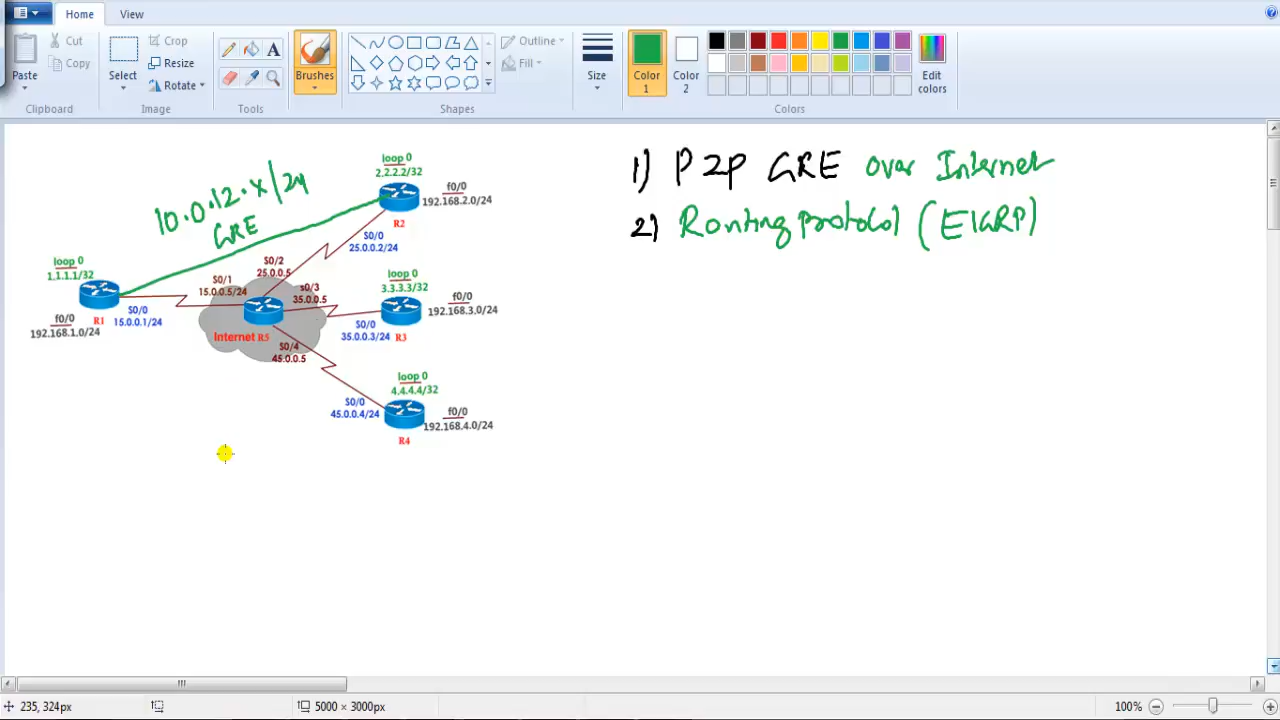 Home
View
Paste
Cut
Copy
Clipboard
Select
Crop
Resize
Rotate
Image
A
Tools
Brushes
Outline
Fill
Shapes
Size
Color
1
Color
2
Edit
colors
Colors
1) P2P GRE over Internet
2) Routing protocol (EIGRP)
10.0.12.x/24
GRE
loop 0
2.2.2.2/32
f0/0
192.168.2.0/24
R2
S0/0
25.0.0.2/24
S0/2
25.0.0.5
loop 0
1.1.1.1/32
R1
f0/0
192.168.1.0/24
S0/0
15.0.0.1/24
S0/1
15.0.0.5/24
s0/3
35.0.0.5
Internet R5
S0/4
45.0.0.5
loop 0
3.3.3.3/32
f0/0
192.168.3.0/24
S0/0
35.0.0.3/24
R3
loop 0
4.4.4.4/32
S0/0
45.0.0.4/24
f0/0
192.168.4.0/24
R4
235, 324px
5000 × 3000px
100%